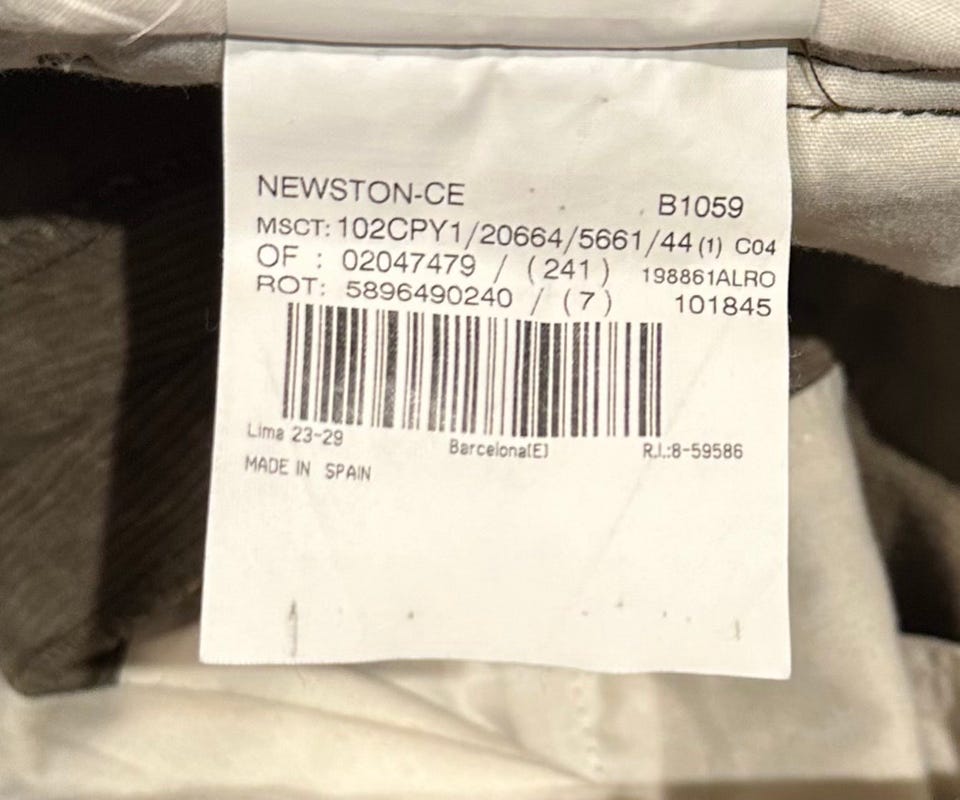 NEWSTON-CE B1059
MSCT: 102CPY1/20664/5661/44 (1) C04
OF : 02047479 / (241) 198861ALRO
ROT: 5896490240 / (7) 101845
Lima 23-29 Barcelona[E] R.I.:8-59586
MADE IN SPAIN